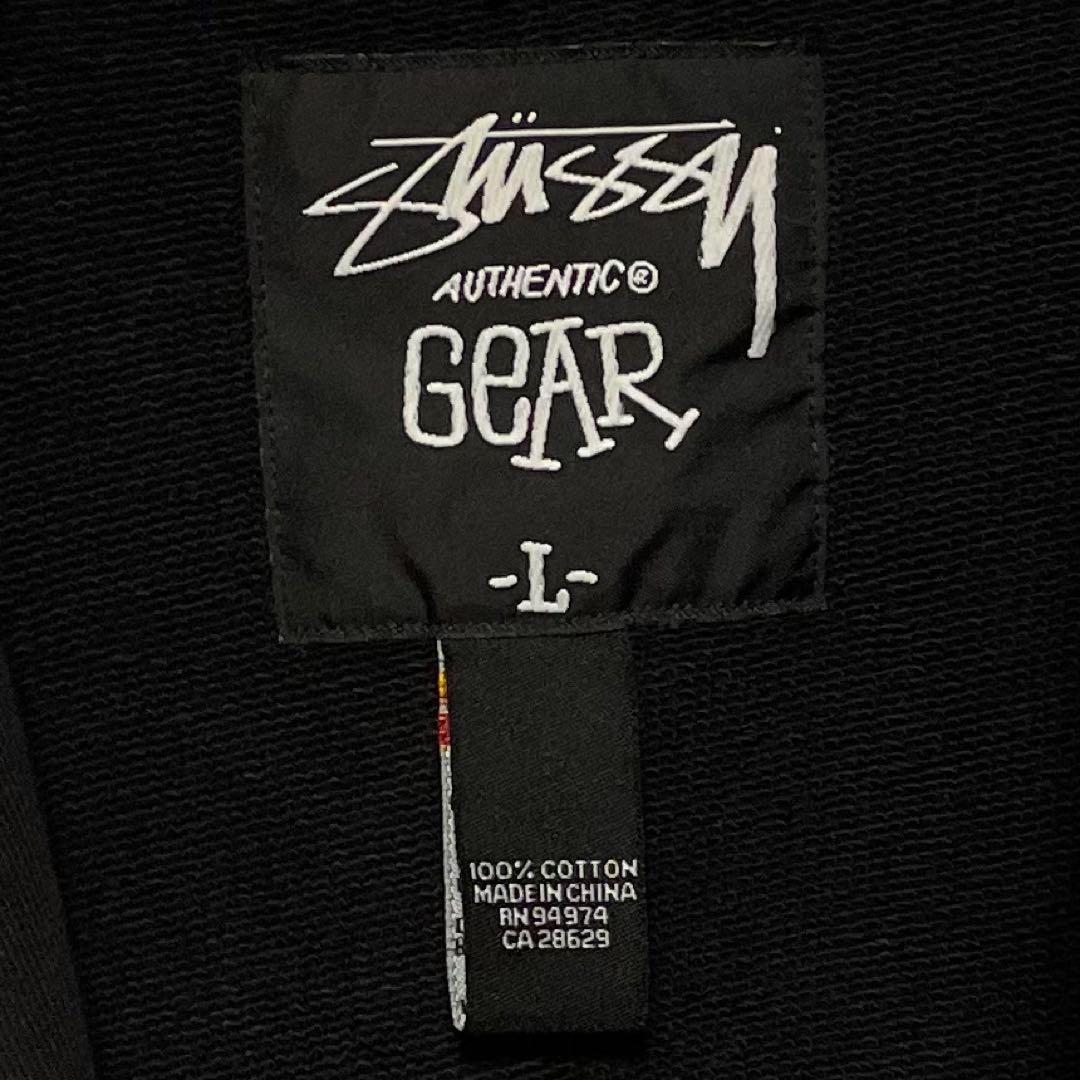 Stüssy
AUTHENTIC®
GeAR
-L-
100% COTTON
MADE IN CHINA
RN 94974
CA 28629